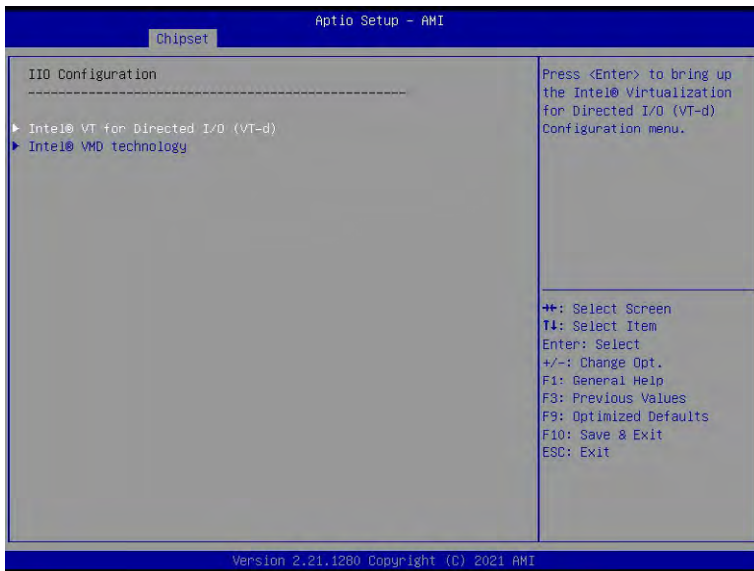 Aptio Setup - AMI
Chipset
IIO Configuration
--------------------------------------------------
Intel® VT for Directed I/O (VT-d)
Intel® VMD technology
Press <Enter> to bring up
the Intel® Virtualization
for Directed I/O (VT-d)
Configuration menu.
→←: Select Screen
↑↓: Select Item
Enter: Select
+/-: Change Opt.
F1: General Help
F3: Previous Values
F9: Optimized Defaults
F10: Save & Exit
ESC: Exit
Version 2.21.1280 Copyright (C) 2021 AMI